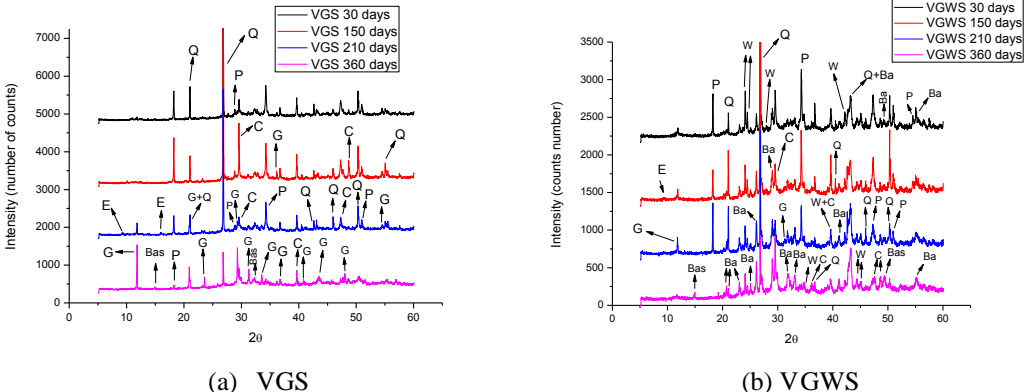 VGS 30 days
VGS 150 days
VGS 210 days
VGS 360 days
Intensity (number of counts)
7000
6000
5000
4000
3000
2000
1000
0
Q
Q
P
C
G
C
Q
E
E
G+Q
P
G
C
P
Q
Q
C
Q
P
G
G
Bas
P
G
G
Bas
G
G
C
G
G
G
0
10
20
30
40
50
60
2θ
(a) VGS
VGWS 30 days
VGWS 150 days
VGWS 210 days
VGWS 360 days
Intensity (counts number)
3500
3000
2500
2000
1500
1000
500
0
P
Q
W
W
Q
P
W
Q+Ba
Ba
P
Ba
E
Ba
C
Q
G
Ba
G
W+C
Ba
Q
P
Q
P
Bas
Ba
Ba
Ba
Ba
W
C
Q
W
C
Bas
Ba
0
10
20
30
40
50
60
2θ
(b) VGWS